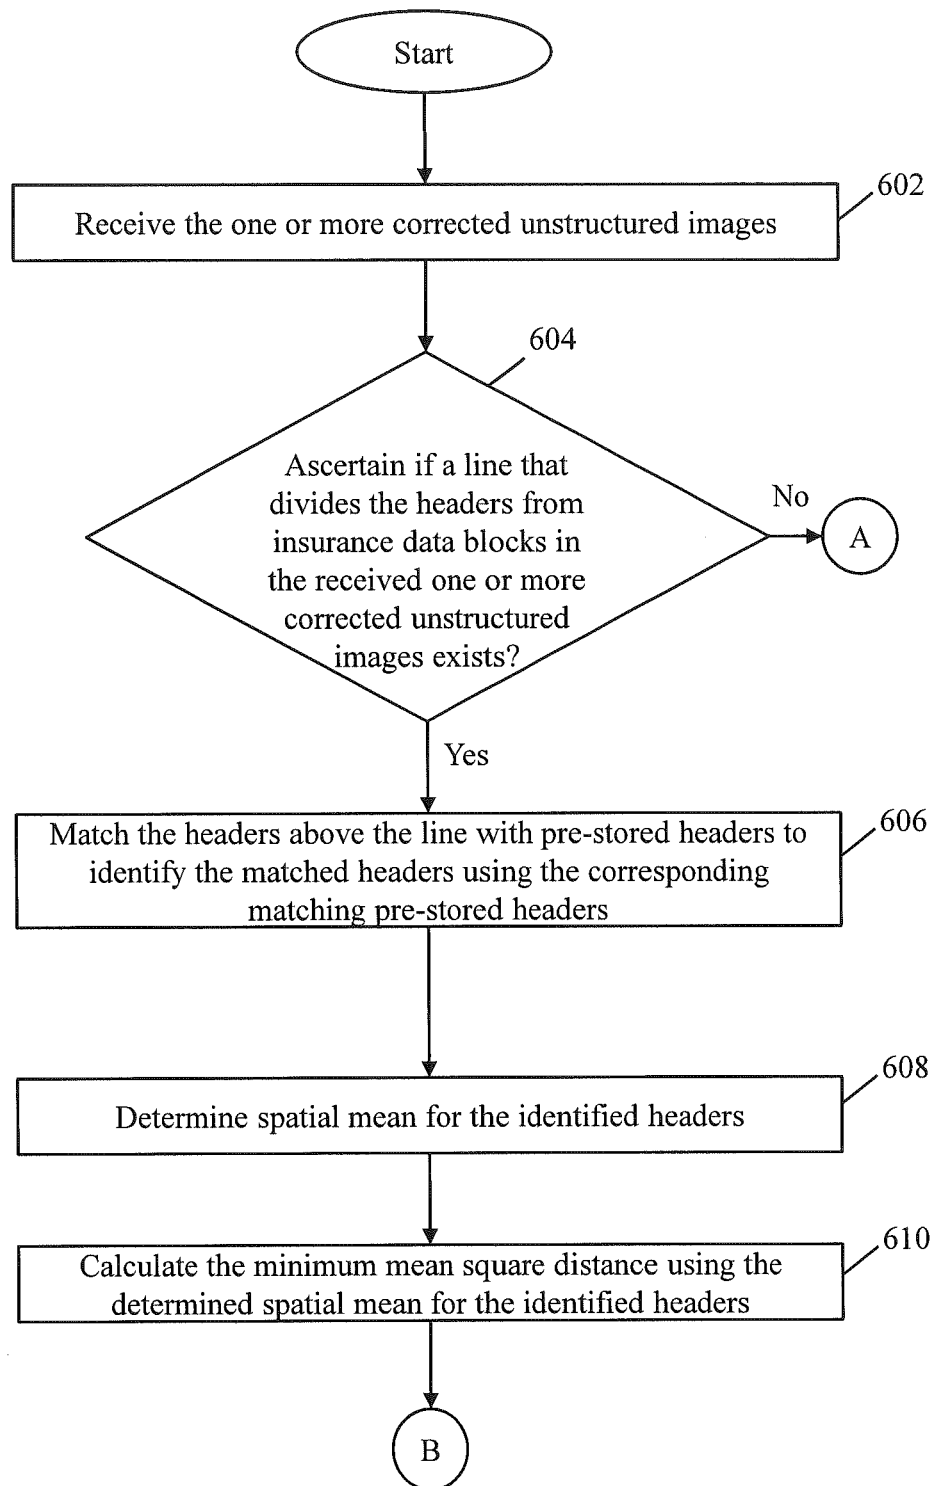 Start
602
Receive the one or more corrected unstructured images
604
Ascertain if a line that
divides the headers from
insurance data blocks in
the received one or more
corrected unstructured
images exists?
No
A
Yes
606
Match the headers above the line with pre-stored headers to
identify the matched headers using the corresponding
matching pre-stored headers
608
Determine spatial mean for the identified headers
610
Calculate the minimum mean square distance using the
determined spatial mean for the identified headers
B